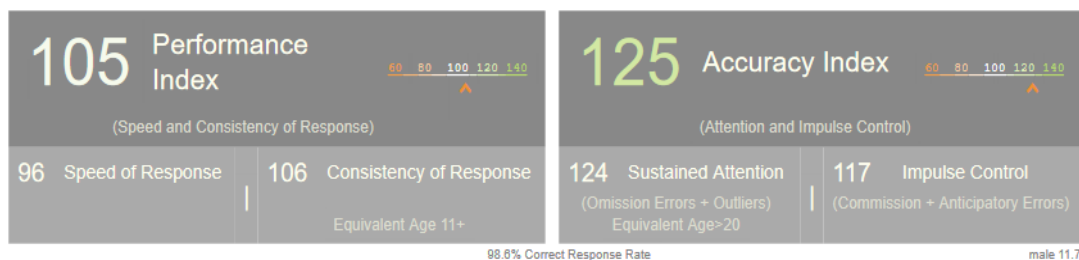 105 Performance Index
60 80 100 120 140
(Speed and Consistency of Response)
96 Speed of Response
106 Consistency of Response
Equivalent Age 11+
125 Accuracy Index
60 80 100 120 140
(Attention and Impulse Control)
124 Sustained Attention
(Omission Errors + Outliers)
Equivalent Age>20
117 Impulse Control
(Commission + Anticipatory Errors)
98.6% Correct Response Rate
male 11.7